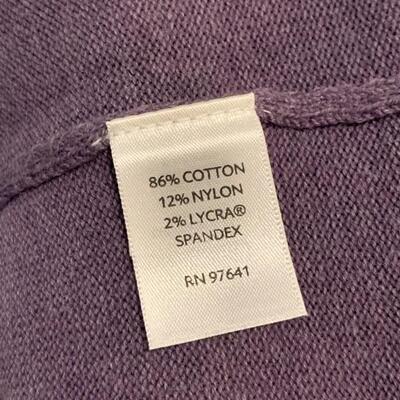 86% COTTON
12% NYLON
2% LYCRA®
SPANDEX
RN 97641